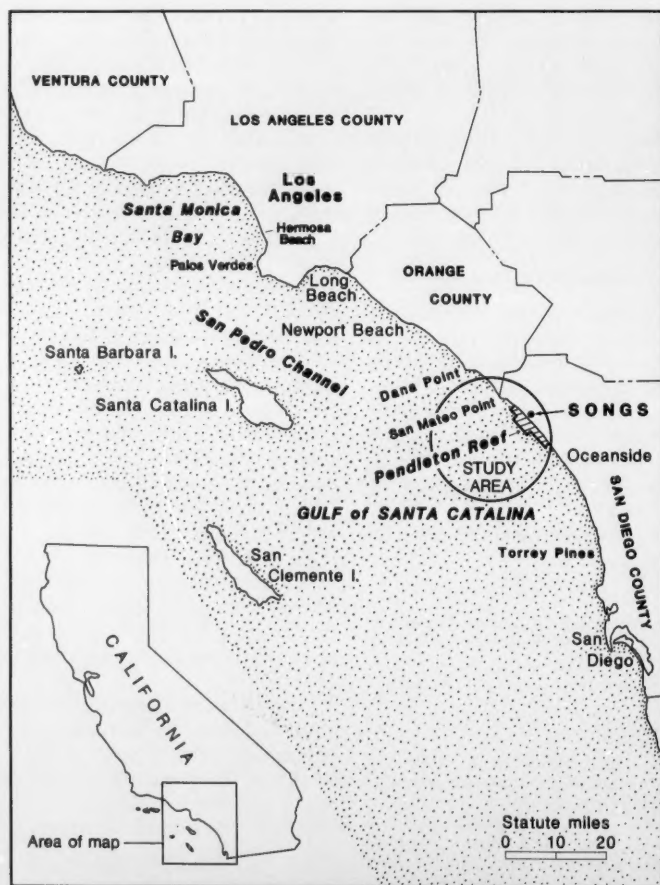 VENTURA COUNTY
LOS ANGELES COUNTY
Los
Angeles
Santa Monica
Bay
Hermosa
Beach
Palos Verdes
ORANGE
COUNTY
Long
Beach
Newport Beach
San Pedro Channel
Santa Barbara I.
Santa Catalina I.
Dana Point
San Mateo Point
SONGS
Pendleton Reef
STUDY
AREA
Oceanside
GULF of SANTA CATALINA
SAN DIEGO COUNTY
Torrey Pines
San
Clemente I.
San
Diego
CALIFORNIA
Area of map
Statute miles
0 10 20